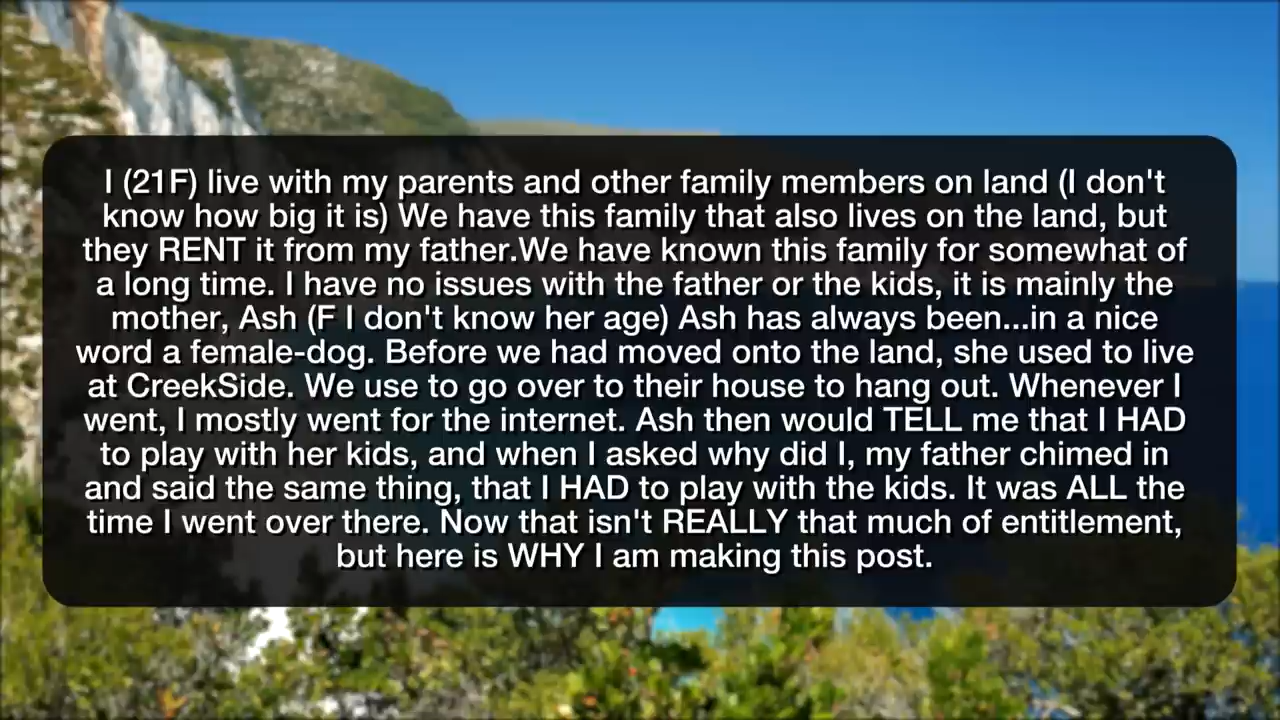 I (21F) live with my parents and other family members on land (I don't
know how big it is) We have this family that also lives on the land, but
they RENT it from my father.We have known this family for somewhat of
a long time. I have no issues with the father or the kids, it is mainly the
mother, Ash (F I don't know her age) Ash has always been...in a nice
word a female-dog. Before we had moved onto the land, she used to live
at CreekSide. We use to go over to their house to hang out. Whenever I
went, I mostly went for the internet. Ash then would TELL me that I HAD
to play with her kids, and when I asked why did I, my father chimed in
and said the same thing, that I HAD to play with the kids. It was ALL the
time I went over there. Now that isn't REALLY that much of entitlement,
but here is WHY I am making this post.